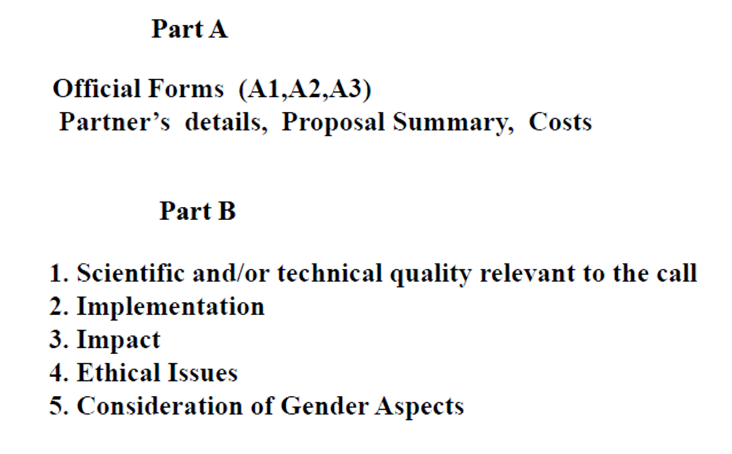 Part A
Official Forms (A1,A2,A3)
Partner’s details, Proposal Summary, Costs
Part B
1. Scientific and/or technical quality relevant to the call
2. Implementation
3. Impact
4. Ethical Issues
5. Consideration of Gender Aspects